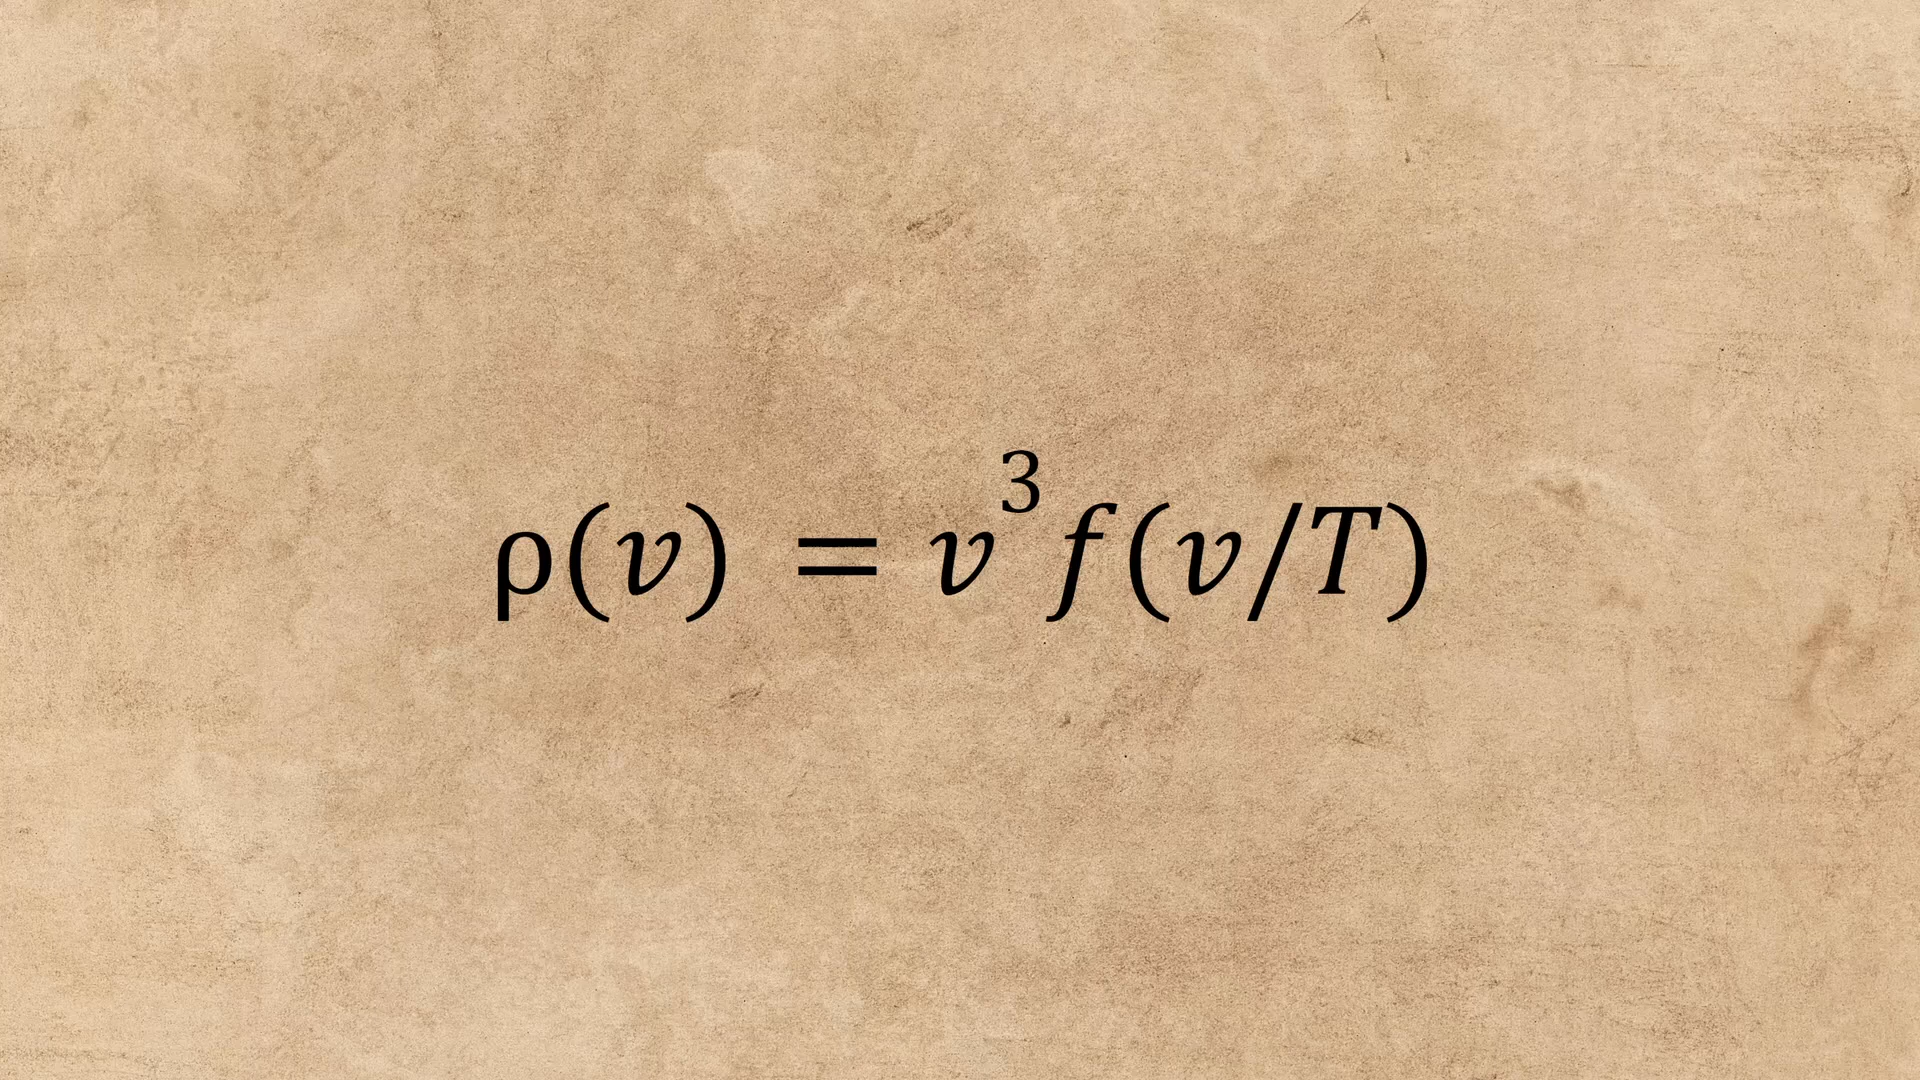 ρ(v) = v³f(v/T)